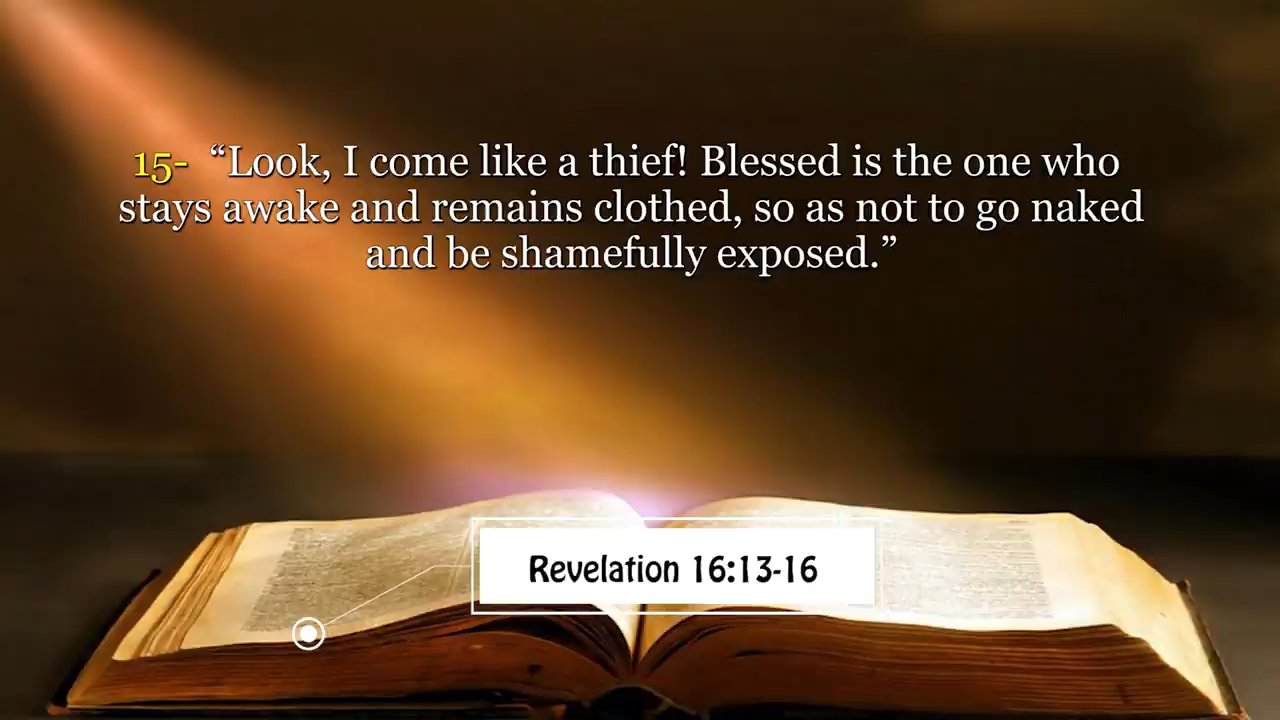 15- “Look, I come like a thief! Blessed is the one who
stays awake and remains clothed, so as not to go naked
and be shamefully exposed.”
Revelation 16:13-16